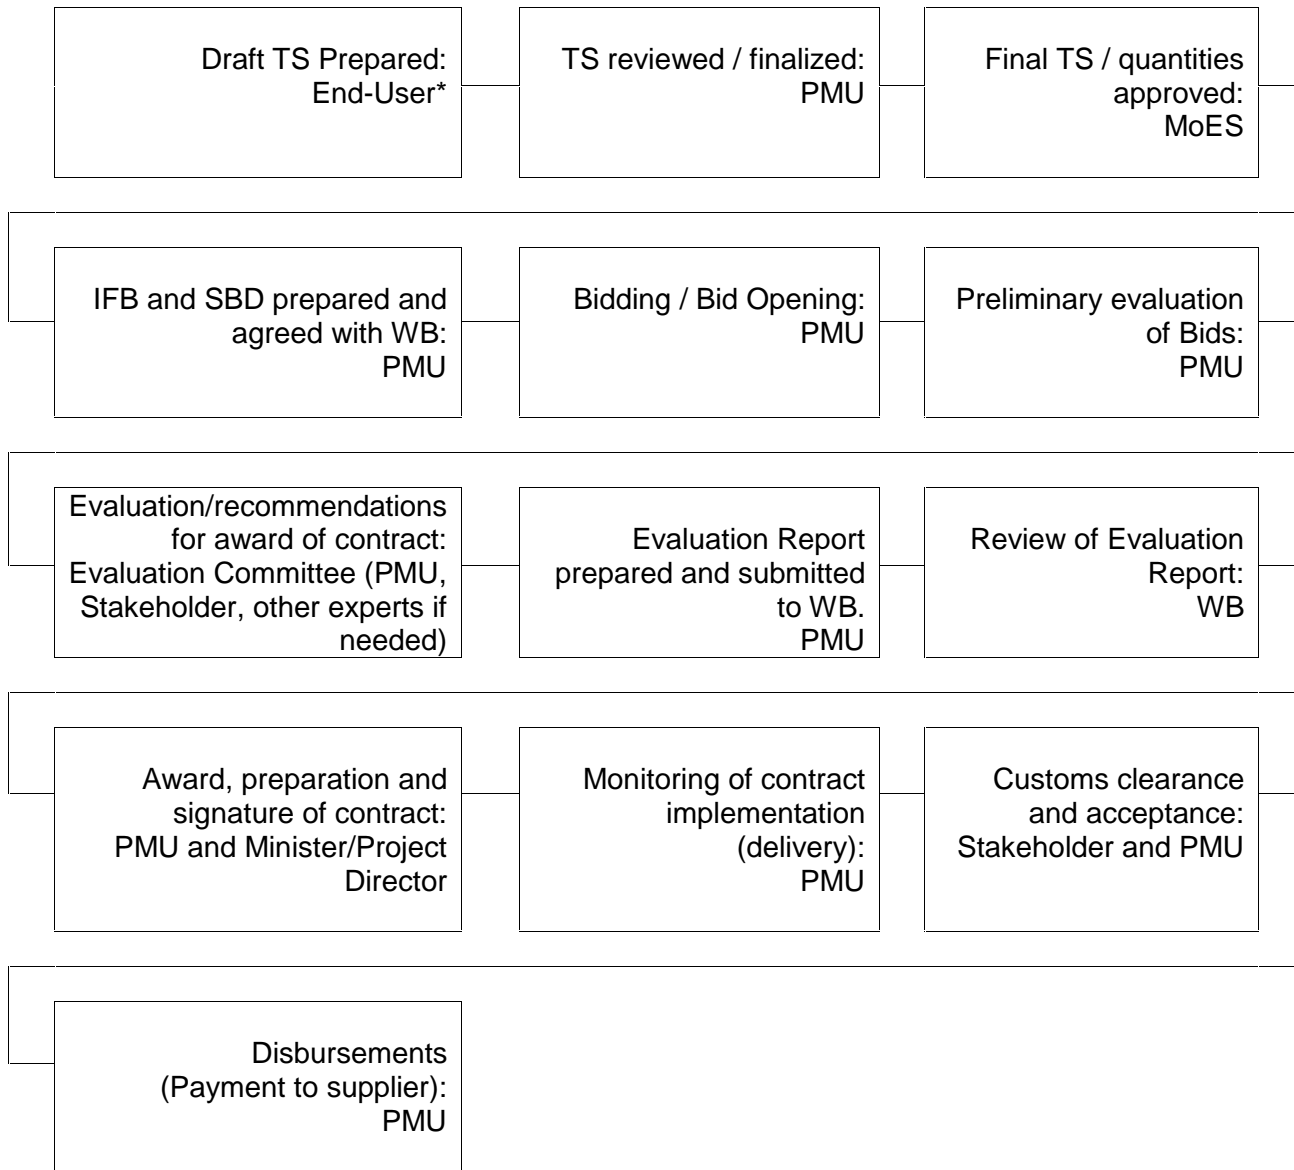 Draft TS Prepared:
End-User*
TS reviewed / finalized:
PMU
Final TS / quantities
approved:
MoES
IFB and SBD prepared and
agreed with WB:
PMU
Bidding / Bid Opening:
PMU
Preliminary evaluation
of Bids:
PMU
Evaluation/recommendations
for award of contract:
Evaluation Committee (PMU,
Stakeholder, other experts if
needed)
Evaluation Report
prepared and submitted
to WB.
PMU
Review of Evaluation
Report:
WB
Award, preparation and
signature of contract:
PMU and Minister/Project
Director
Monitoring of contract
implementation
(delivery):
PMU
Customs clearance
and acceptance:
Stakeholder and PMU
Disbursements
(Payment to supplier):
PMU